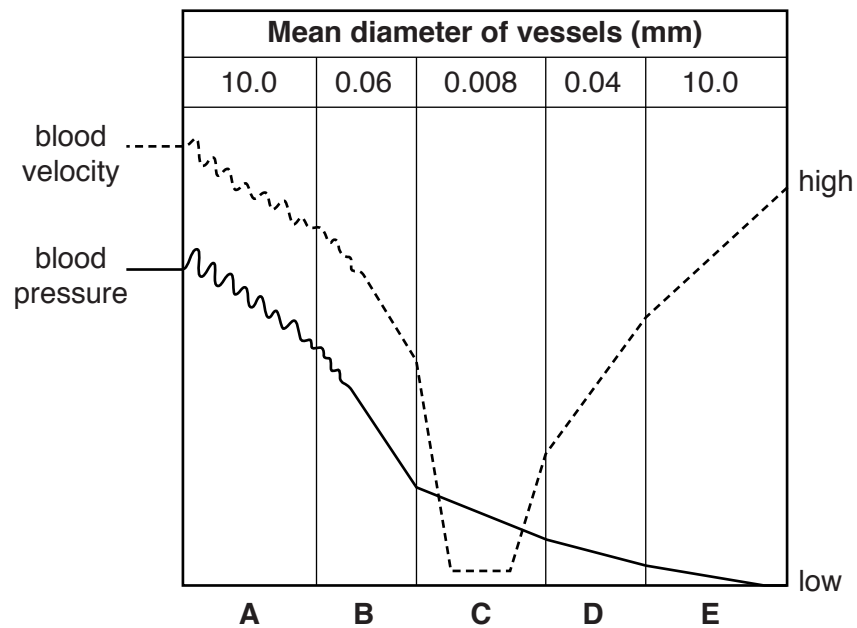 Mean diameter of vessels (mm)
10.0 0.06 0.008 0.04 10.0
blood
velocity
high
blood
pressure
low
A B C D E